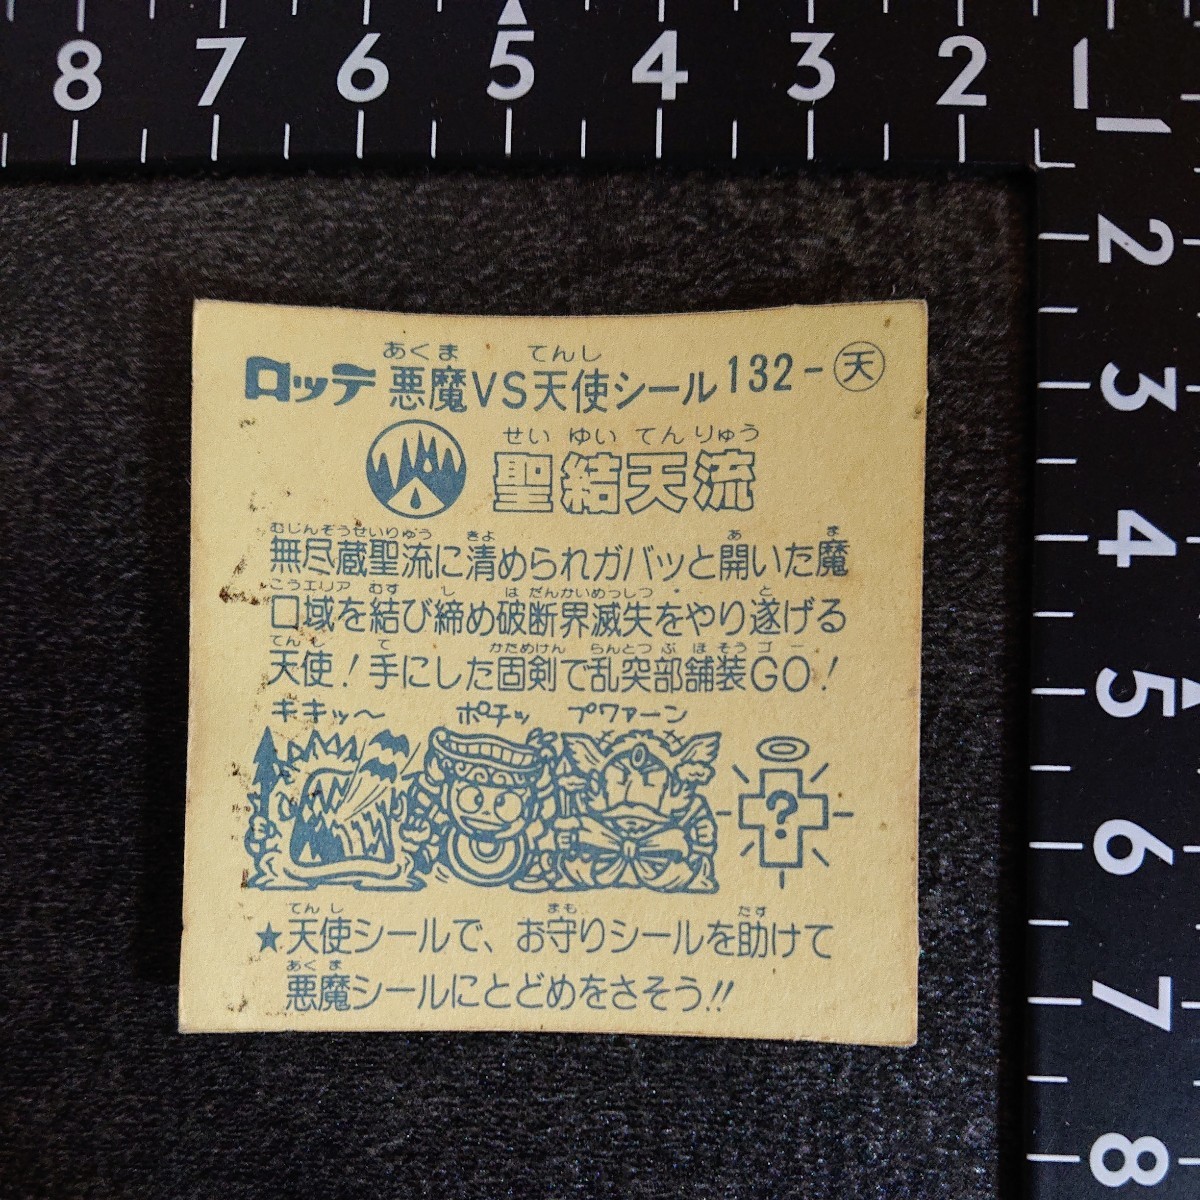 8 7 6 5 4 3 2 1
1
2
3
4
5
6
7
8
あくま てんし
ロッテ 悪魔VS天使シール 132-天
せい ゆい てん りゅう
聖結天流
むじんぞうせいりゅう きよ あ ま
無尽蔵聖流に清められガバッと開いた魔
こうエリア むす し は だんかいめっしつ と
口域を結び締め破断界滅失をやり遂げる
てんし て かためけん らんとつ ぶ ほ そうゴー
天使！手にした固剣で乱突部舗装GO！
キキッ〜 ポチッ プワァーン
?
てんし まも たす
★天使シールで、お守りシールを助けて
あくま
悪魔シールにとどめをさそう!!